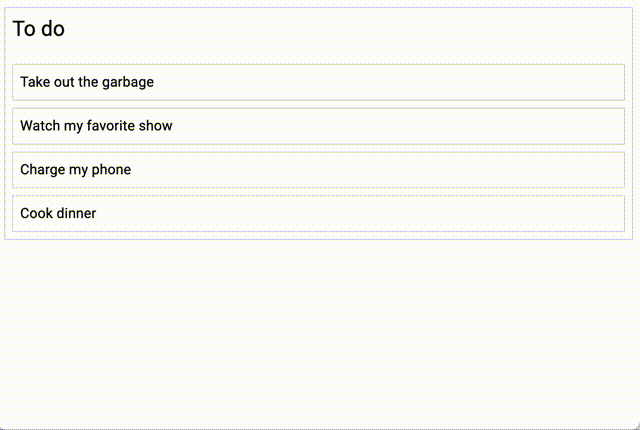 To do
Take out the garbage
Watch my favorite show
Charge my phone
Cook dinner